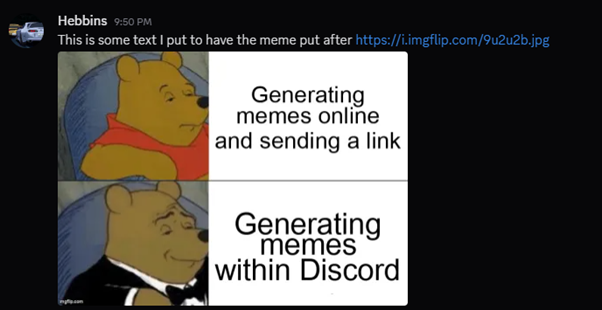 Hebbins 9:50 PM
This is some text I put to have the meme put after https://i.imgflip.com/9u2u2b.jpg
Generating
memes online
and sending a link
Generating
memes
within Discord
imgflip.com